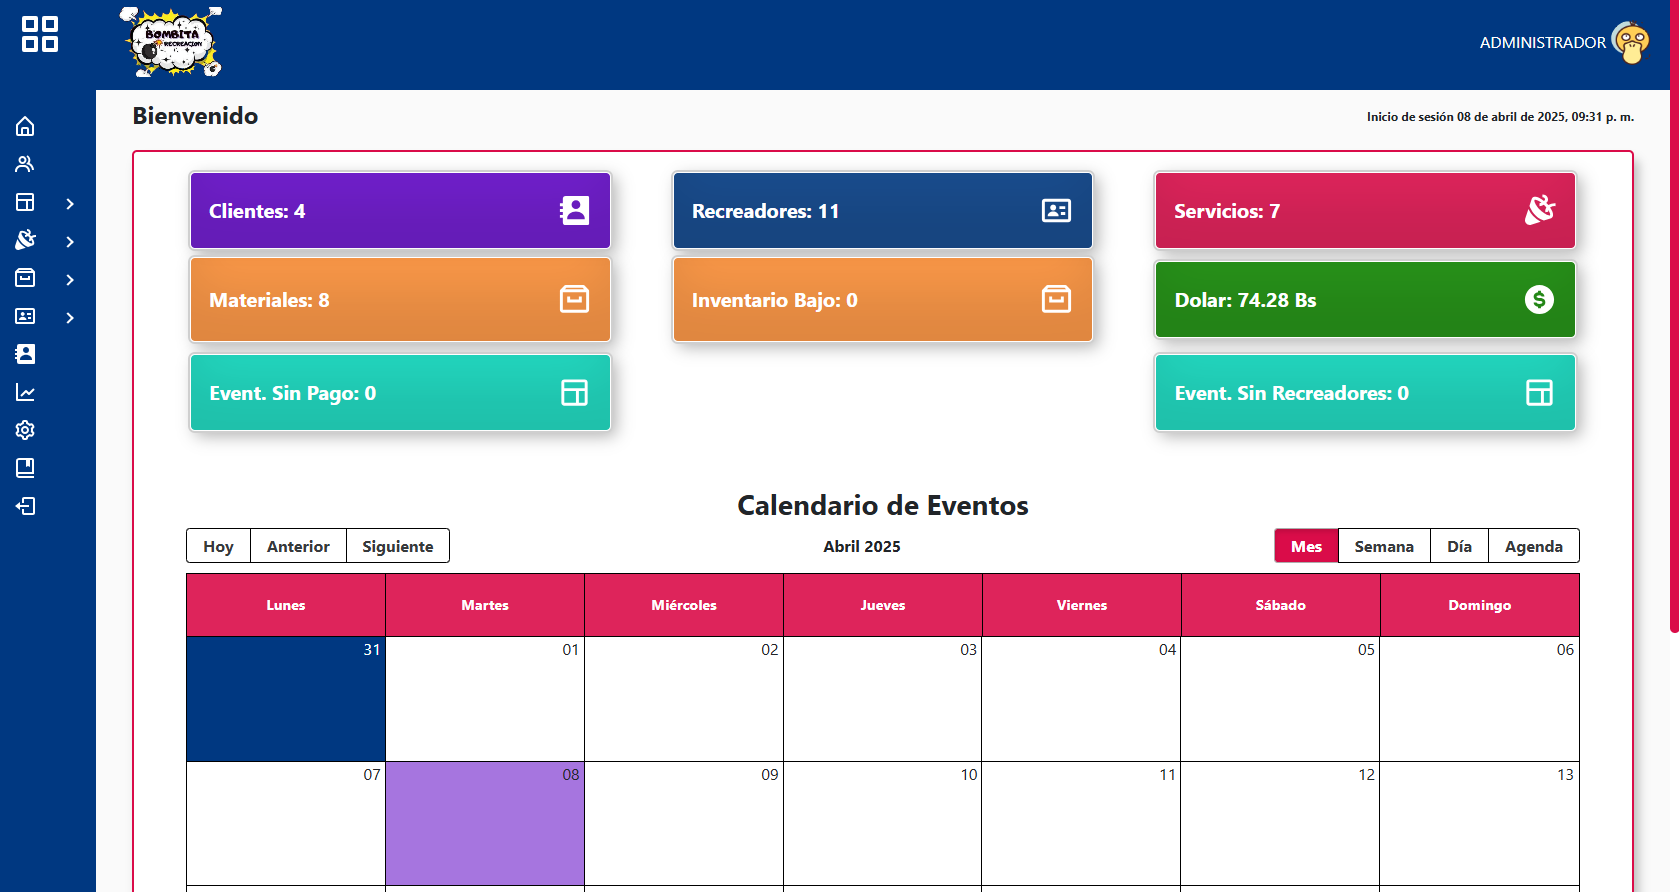 BOMBITA
RECREACION
ADMINISTRADOR
Bienvenido
Inicio de sesión 08 de abril de 2025, 09:31 p. m.
Clientes: 4
Recreadores: 11
Servicios: 7
Materiales: 8
Inventario Bajo: 0
Dolar: 74.28 Bs
Event. Sin Pago: 0
Event. Sin Recreadores: 0
Calendario de Eventos
Hoy Anterior Siguiente
Abril 2025
Mes Semana Día Agenda
Lunes Martes Miércoles Jueves Viernes Sábado Domingo
31 01 02 03 04 05 06
07 08 09 10 11 12 13